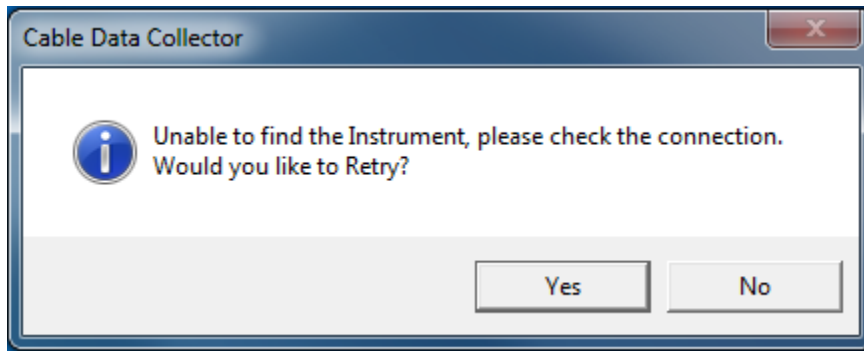 Cable Data Collector
Unable to find the Instrument, please check the connection.
Would you like to Retry?
Yes No